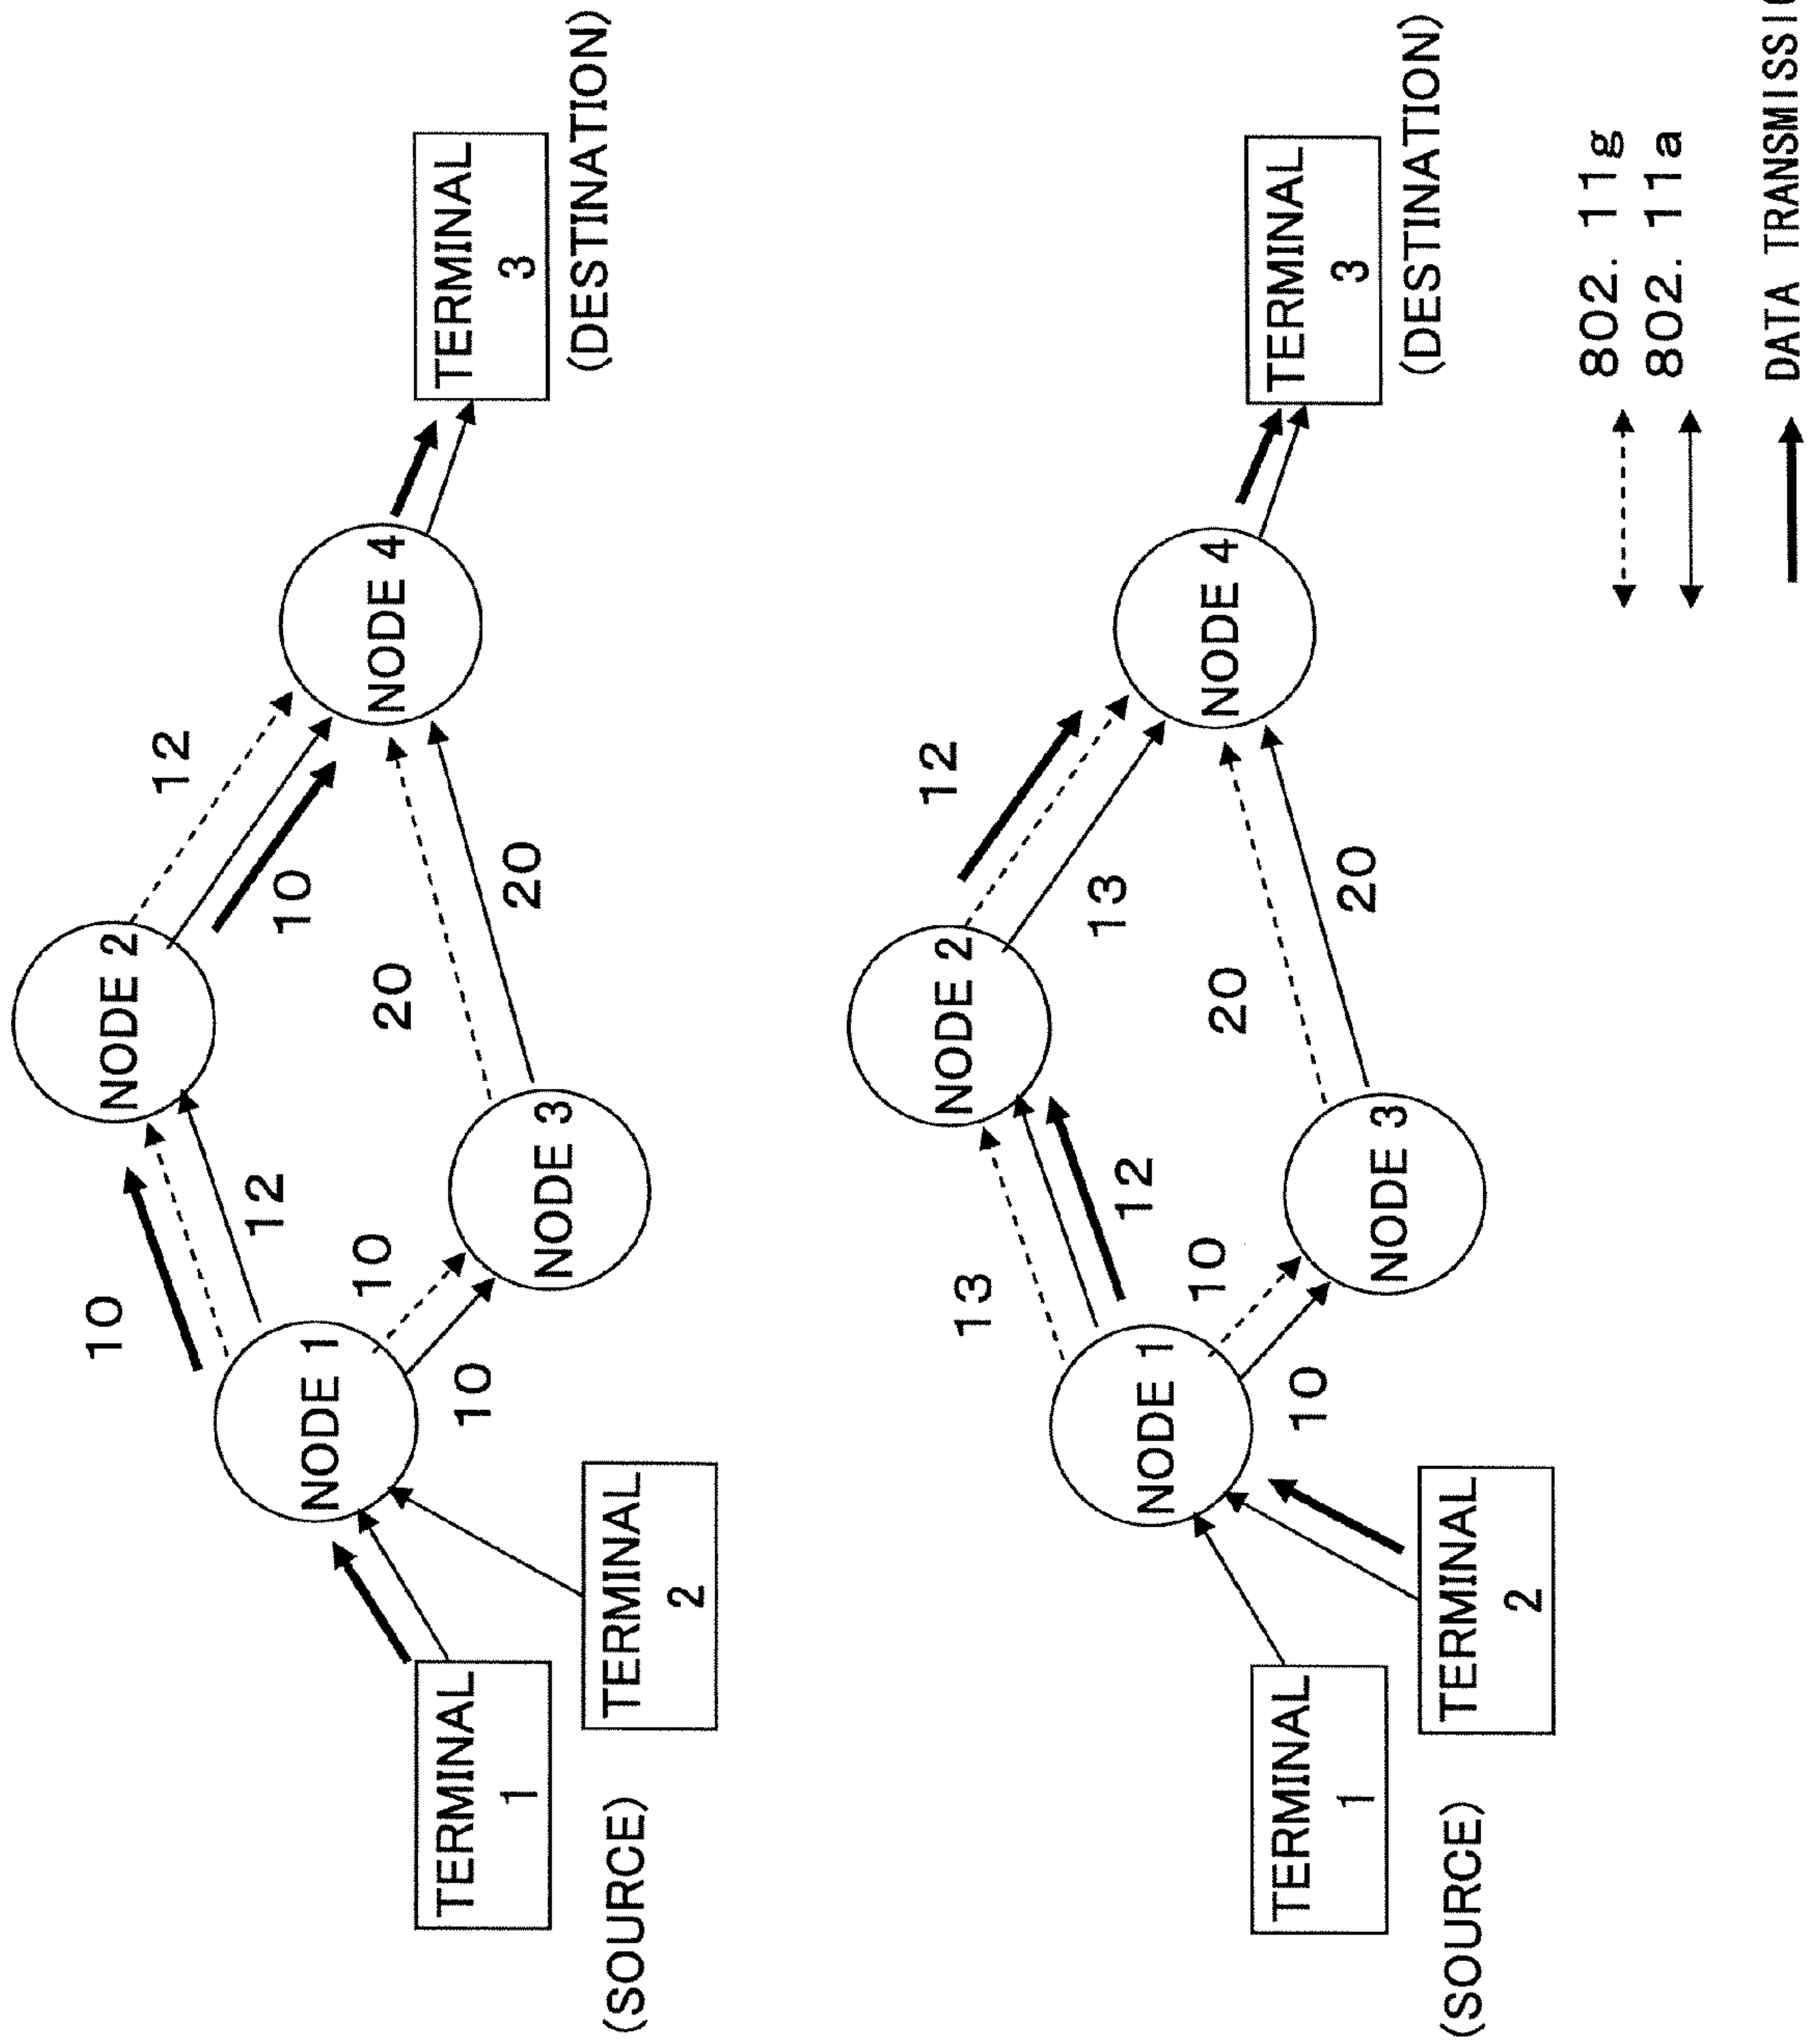 12
NODE 2
10
10
NODE 4
12
20
TERMINAL
3
(DESTINATION)
NODE 1
10
20
10
NODE 3
TERMINAL
1
TERMINAL
2
(SOURCE)
12
NODE 2
13
13
NODE 4
12
20
TERMINAL
3
(DESTINATION)
NODE 1
10
20
10
NODE 3
TERMINAL
1
TERMINAL
2
(SOURCE)
802. 11g
802. 11a
DATA TRANSMISSI